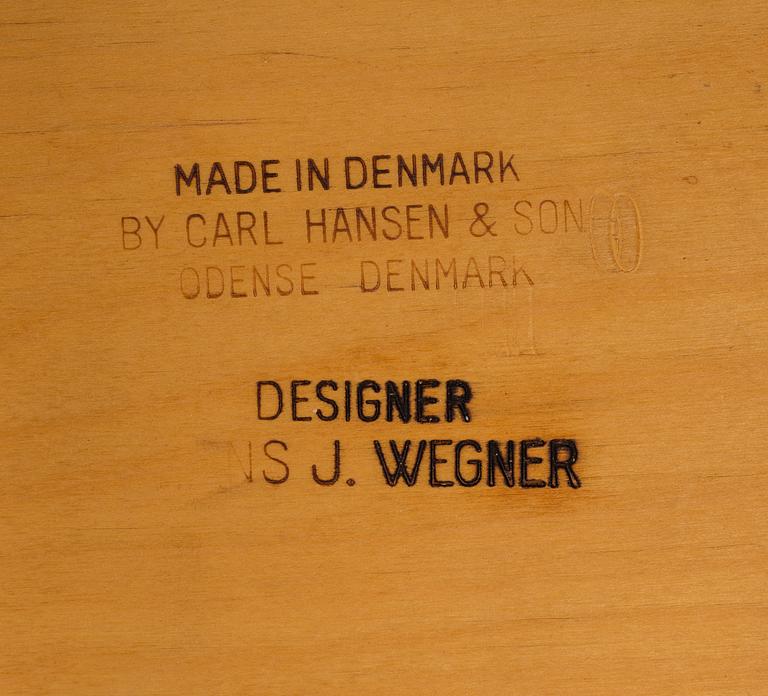 MADE IN DENMARK
BY CARL HANSEN & SON
ODENSE DENMARK
DESIGNER
NS J. WEGNER